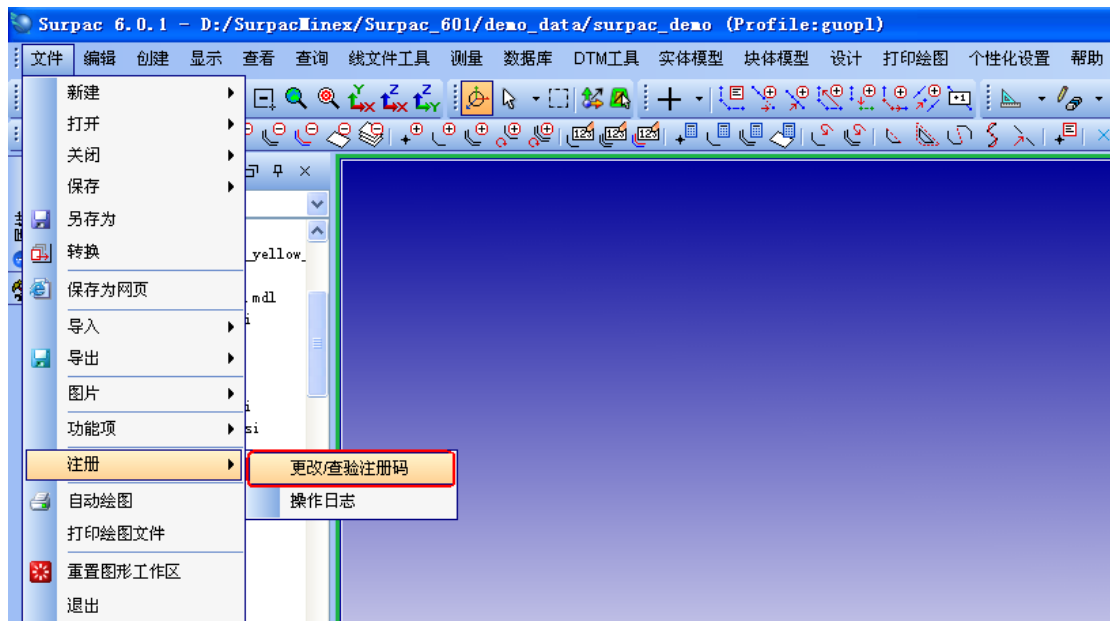 Surpac 6.0.1 - D:/SurpacMinex/Surpac_601/demo_data/surpac_demo (Profile:guopl)
文件 编辑 创建 显示 查看 查询 线文件工具 测量 数据库 DTM工具 实体模型 块体模型 设计 打印绘图 个性化设置 帮助
新建
打开
关闭
保存
另存为
转换
_yellow_
保存为网页
.mdl
导入
i
导出
图片
i
功能项
si
注册
更改/查验注册码
自动绘图
操作日志
打印绘图文件
重置图形工作区
退出